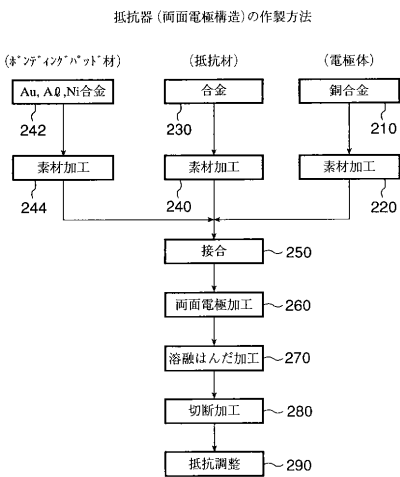 抵抗器（両面電極構造）の作製方法
（ﾎﾞﾝﾃﾞｨﾝｸﾞﾊﾟｯﾄﾞ材） （抵抗材） （電極体）
Au, Aℓ,Ni合金 合金 銅合金
242 230 210
素材加工 素材加工 素材加工
244 240 220
接合 250
両面電極加工 260
溶融はんだ加工 270
切断加工 280
抵抗調整 290